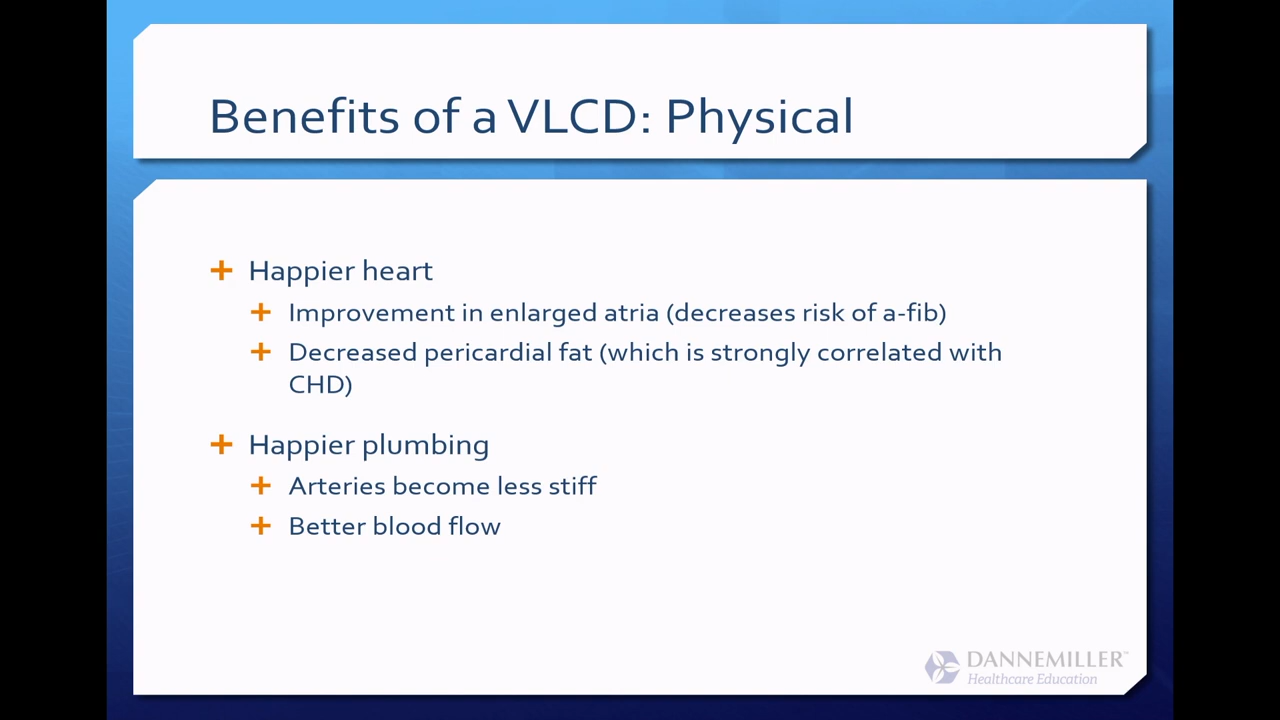 Benefits of a VLCD: Physical
Happier heart
Improvement in enlarged atria (decreases risk of a-fib)
Decreased pericardial fat (which is strongly correlated with
CHD)
Happier plumbing
Arteries become less stiff
Better blood flow
DANNEMILLER™
Healthcare Education